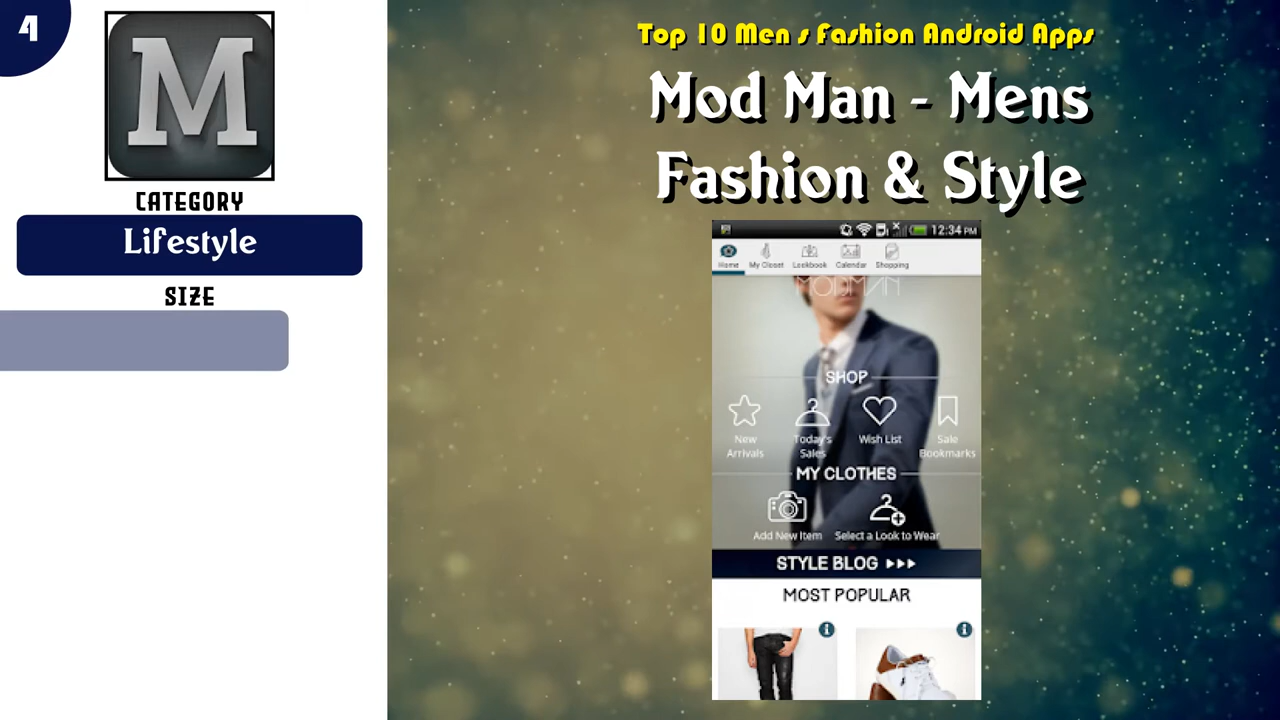 4
M
CATEGORY
Lifestyle
SIZE
Top 10 Men s Fashion Android Apps
Mod Man - Mens
Fashion & Style
12:34 PM
Home My Closet Lookbook Calendar Shopping
SHOP
New Arrivals
Today's Sales
Wish List
Sale Bookmarks
MY CLOTHES
Add New Item Select a Look to Wear
STYLE BLOG
MOST POPULAR